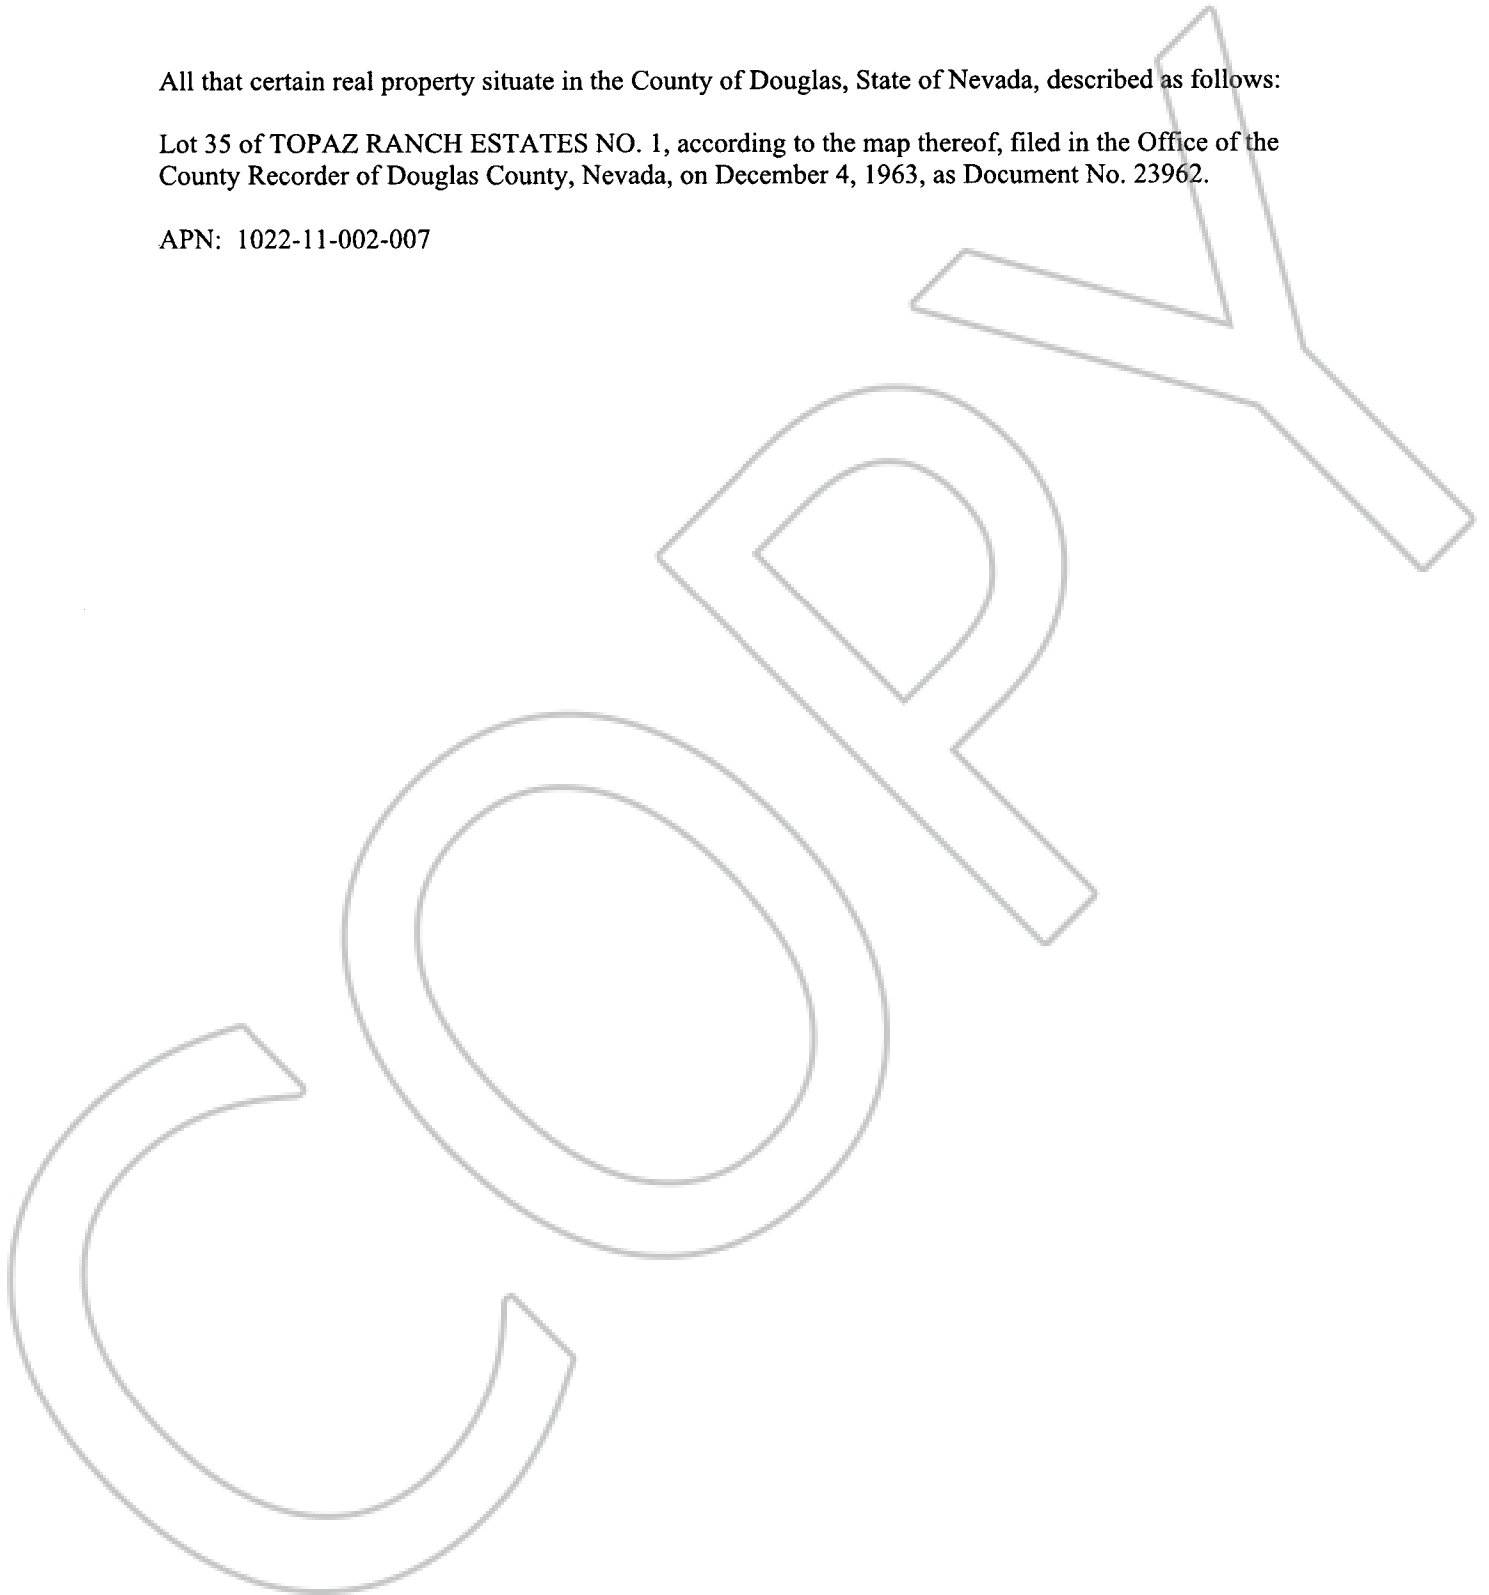 All that certain real property situate in the County of Douglas, State of Nevada, described as follows:
Lot 35 of TOPAZ RANCH ESTATES NO. 1, according to the map thereof, filed in the Office of the
County Recorder of Douglas County, Nevada, on December 4, 1963, as Document No. 23962.
APN: 1022-11-002-007
COPY